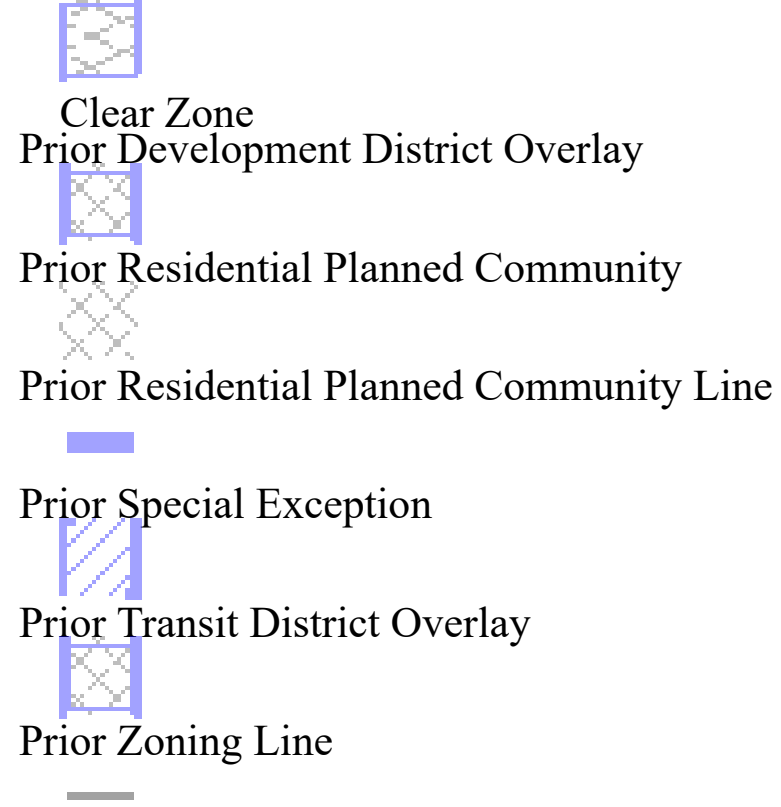 Clear Zone
Prior Development District Overlay
Prior Residential Planned Community
Prior Residential Planned Community Line
Prior Special Exception
Prior Transit District Overlay
Prior Zoning Line